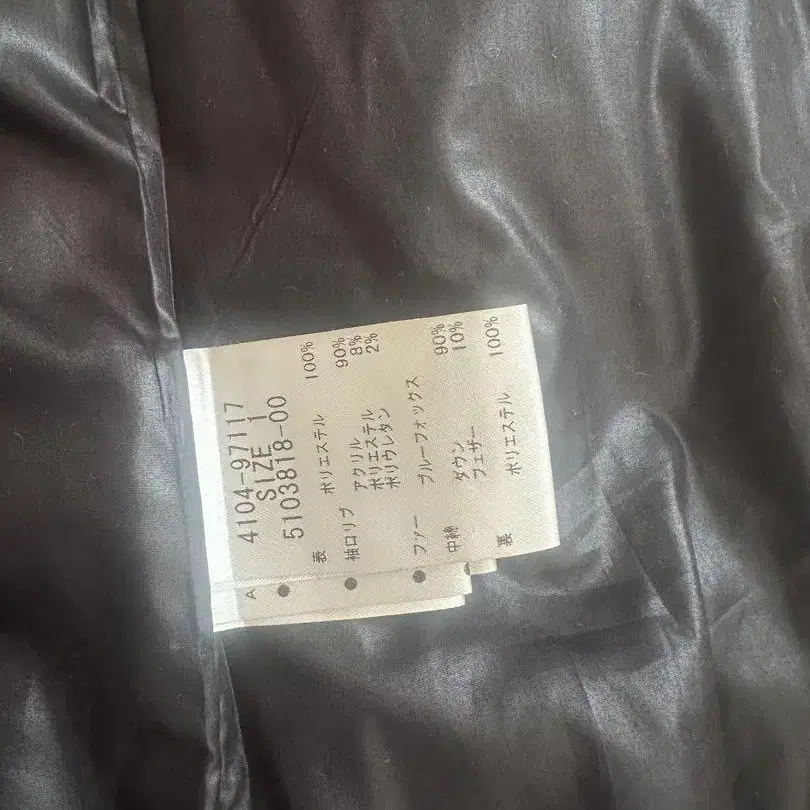 4104-97117
SIZE 1
5103818-00
表 ポリエステル 100%
袖口リブ アクリル 90%
ポリエステル 8%
ポリウレタン 2%
ファー ブルーフォックス
中綿 ダウン 90%
フェザー 10%
裏 ポリエステル 100%
A